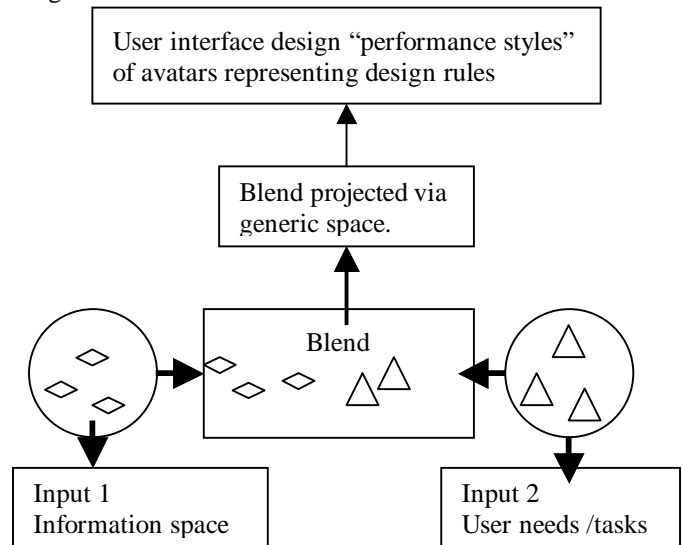 User interface design “performance styles”
of avatars representing design rules
Blend projected via
generic space.
Blend
Input 1
Information space
Input 2
User needs /tasks